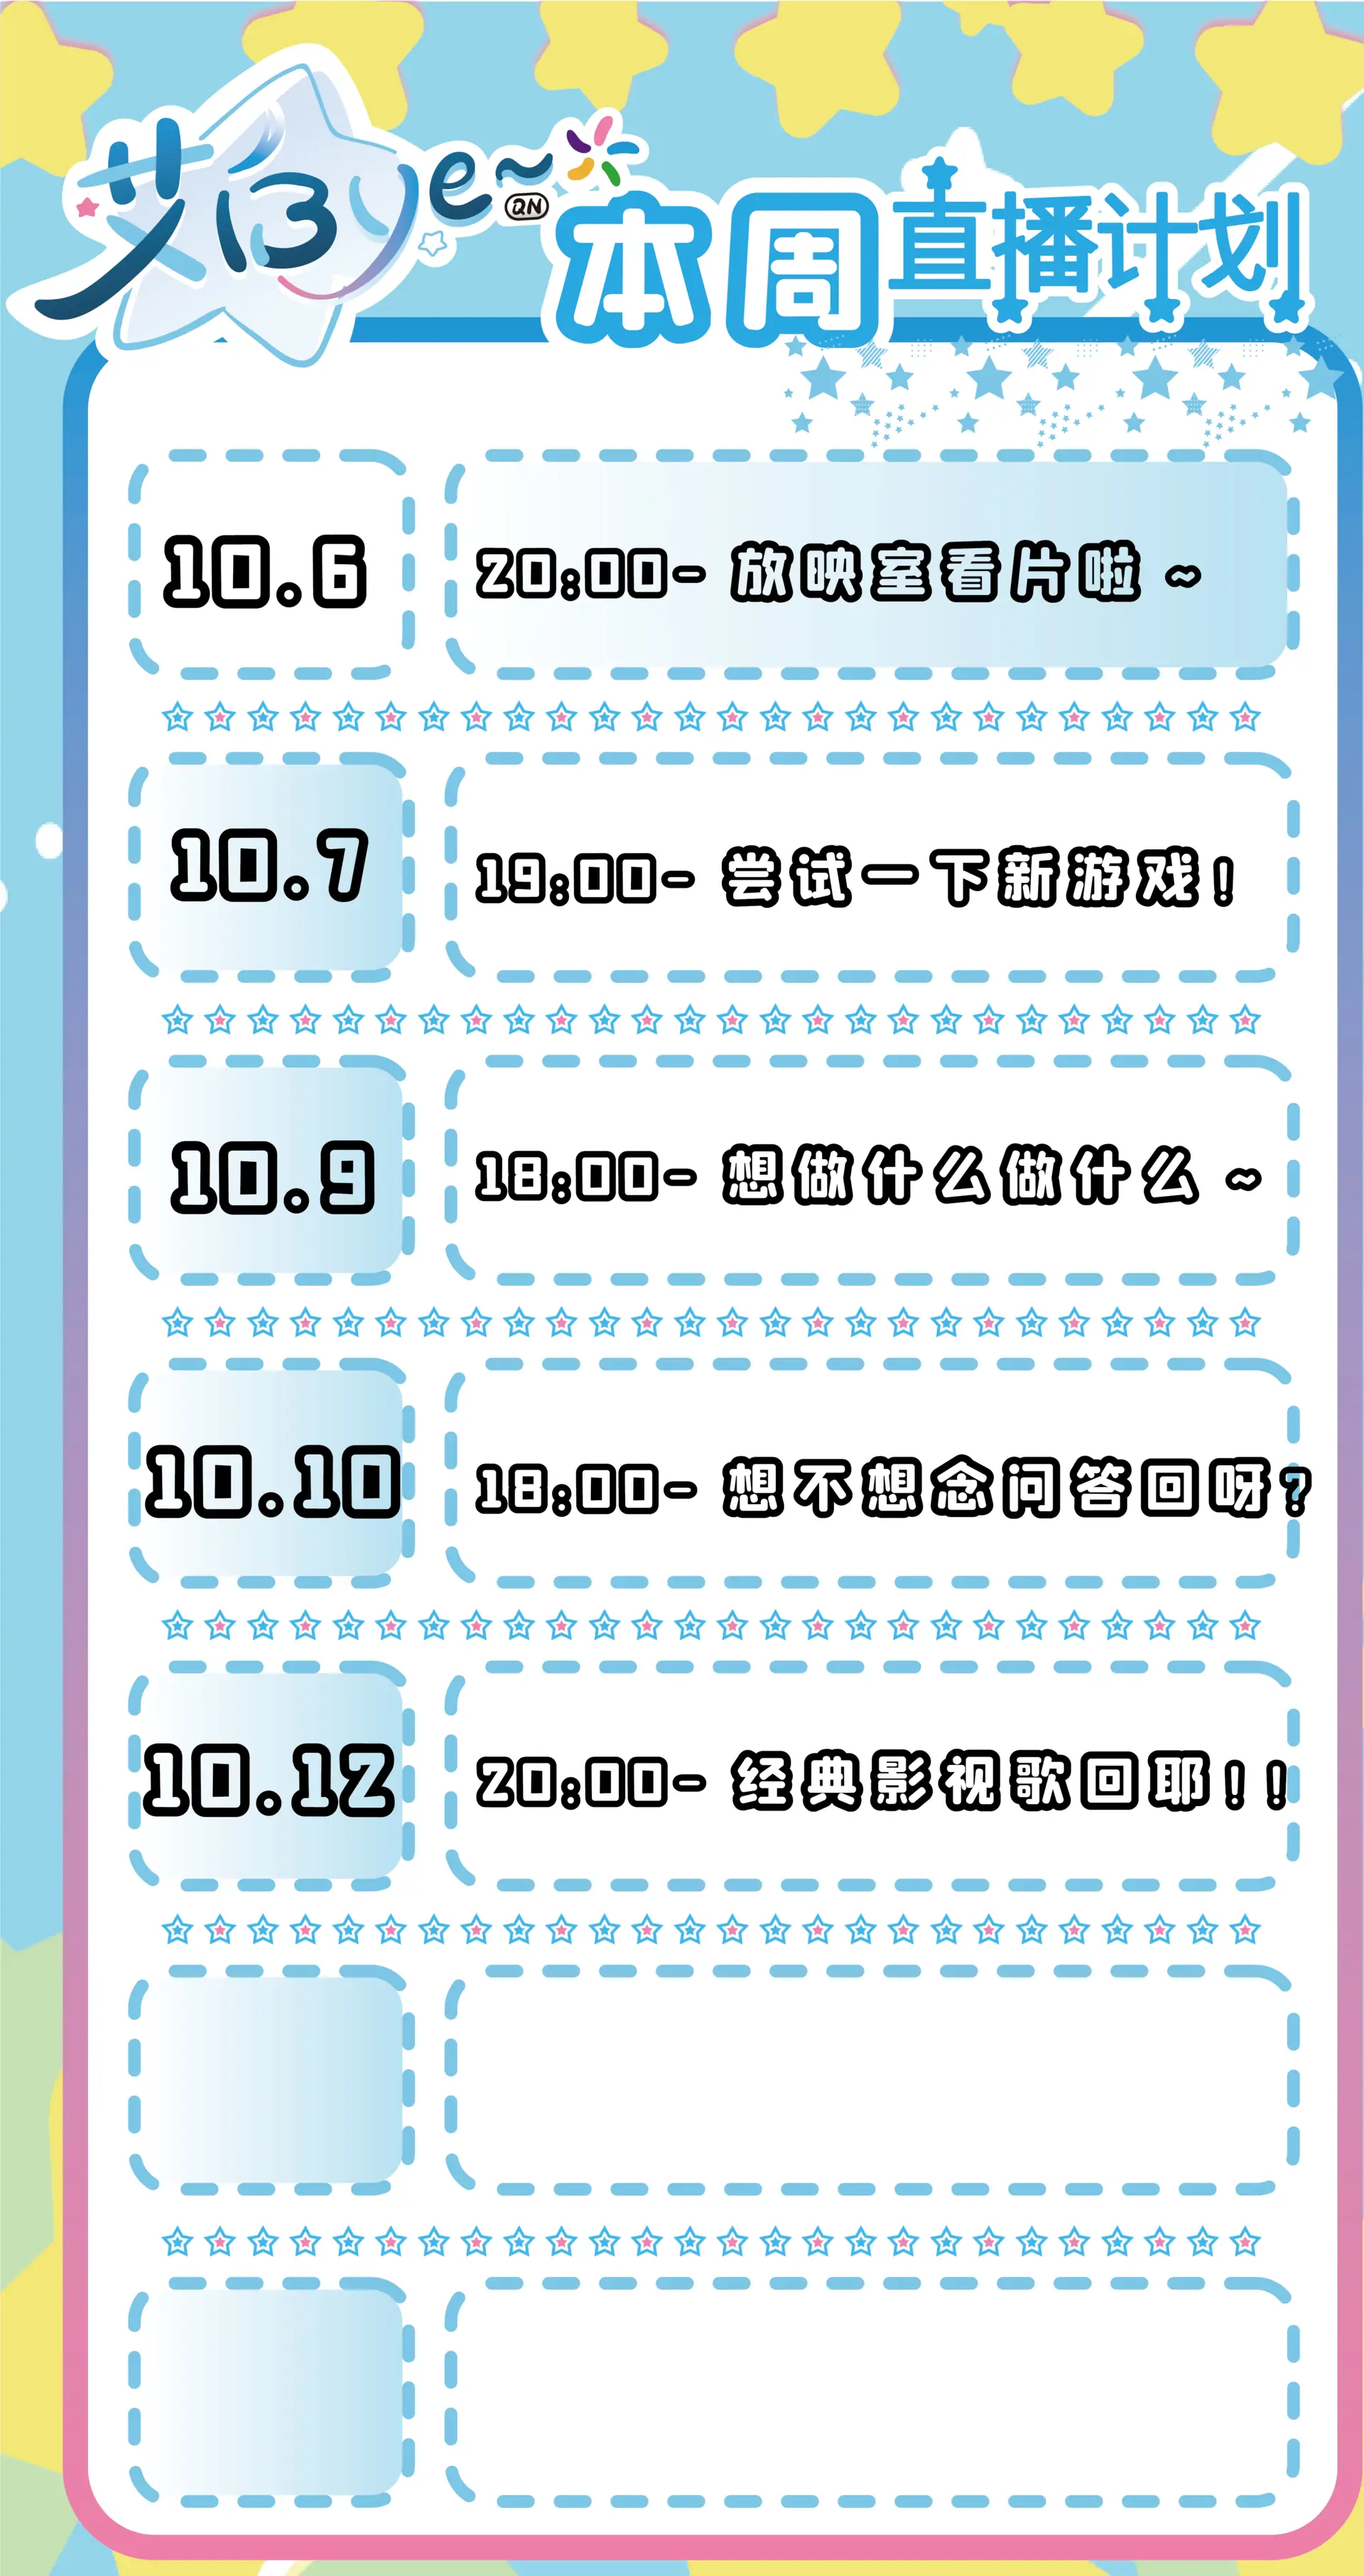 艾因ye~
QN
本周直播计划
10.6
20:00- 放映室看片啦 ~
10.7
19:00- 尝试一下新游戏!
10.9
18:00- 想做什么做什么 ~
10.10
18:00- 想不想念问答回呀?
10.12
20:00- 经典影视歌回耶!!